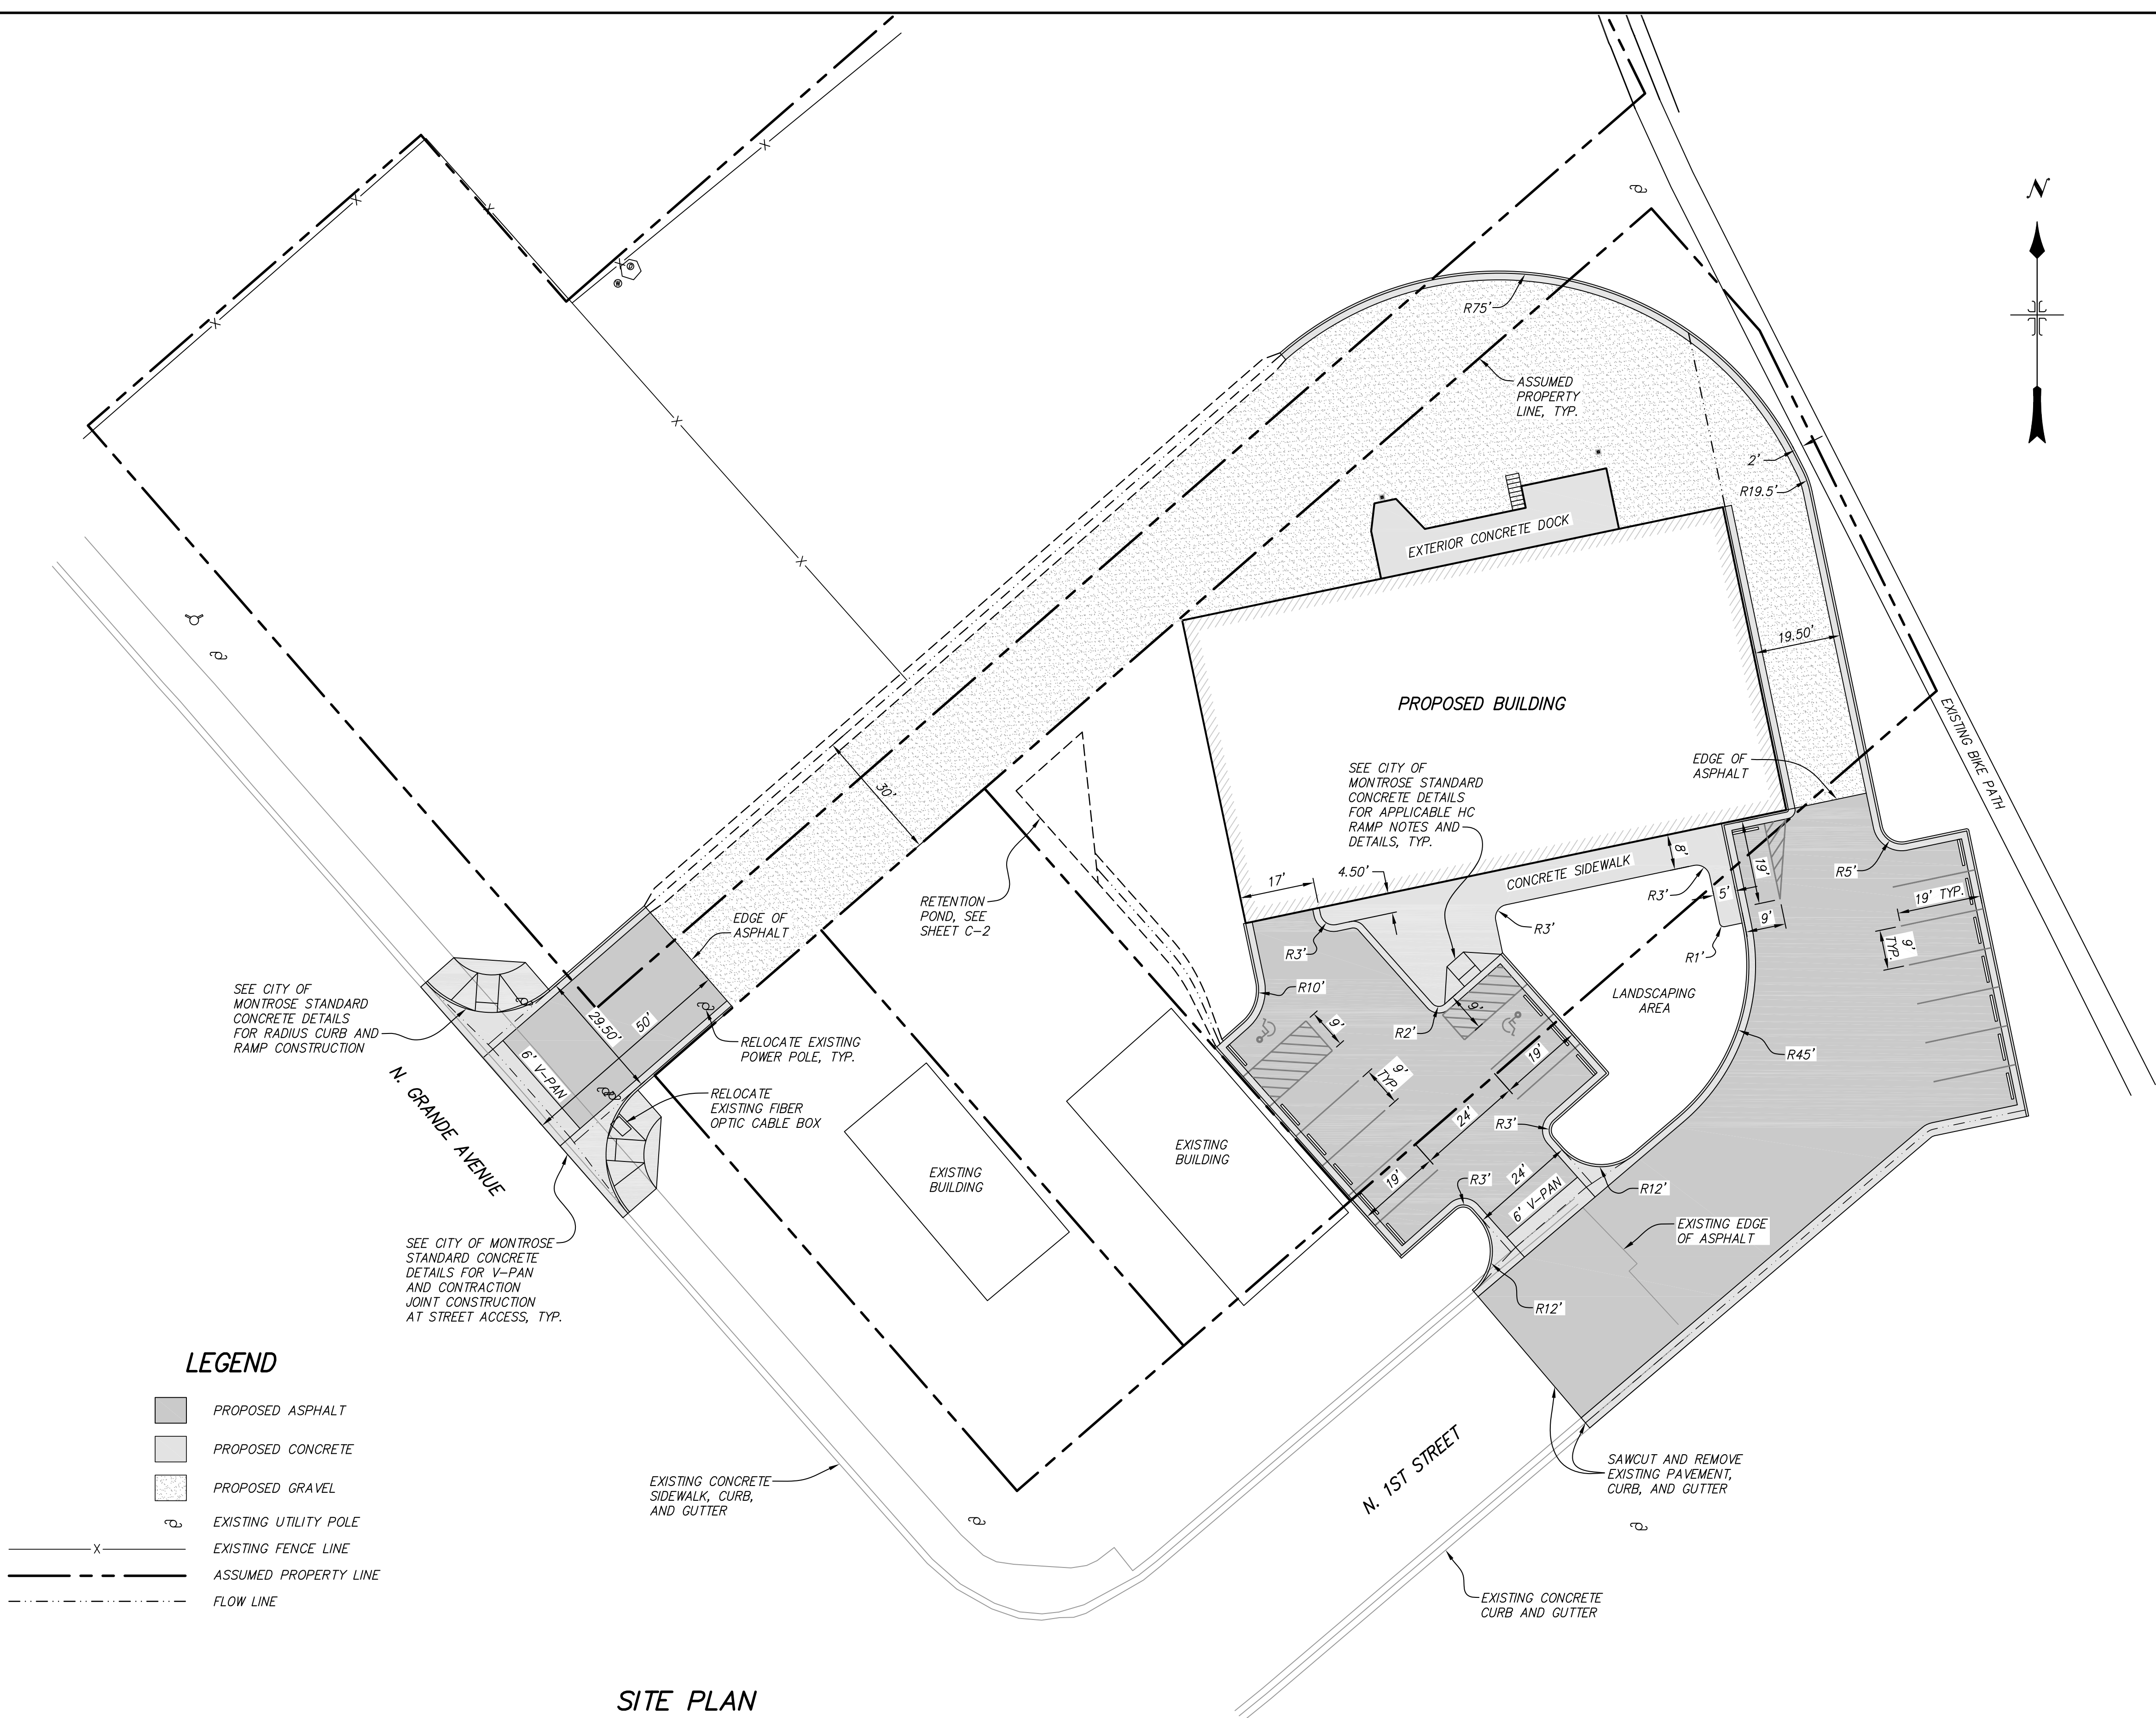 N
R75'
ASSUMED
PROPERTY
LINE, TYP.
2'
R19.5'
EXTERIOR CONCRETE DOCK
19.50'
PROPOSED BUILDING
EXISTING BIKE PATH
EDGE OF
ASPHALT
SEE CITY OF
MONTROSE STANDARD
CONCRETE DETAILS
FOR APPLICABLE HC
RAMP NOTES AND
DETAILS, TYP.
30'
17'
4.50'
CONCRETE SIDEWALK
8'
R3'
5'
19'
9'
R1'
R5'
19' TYP.
9'
TYP.
RETENTION
POND, SEE
SHEET C-2
EDGE OF
ASPHALT
R3'
R3'
R10'
R2'
9'
9'
LANDSCAPING
AREA
R45'
SEE CITY OF
MONTROSE STANDARD
CONCRETE DETAILS
FOR RADIUS CURB AND
RAMP CONSTRUCTION
29.50'
50'
6' V-PAN
RELOCATE EXISTING
POWER POLE, TYP.
RELOCATE
EXISTING FIBER
OPTIC CABLE BOX
N. GRANDE AVENUE
9'
TYP.
19'
24'
19'
R3'
R3'
24'
6' V-PAN
R12'
R12'
EXISTING
BUILDING
EXISTING
BUILDING
EXISTING EDGE
OF ASPHALT
SEE CITY OF MONTROSE
STANDARD CONCRETE
DETAILS FOR V-PAN
AND CONTRACTION
JOINT CONSTRUCTION
AT STREET ACCESS, TYP.
EXISTING CONCRETE
SIDEWALK, CURB,
AND GUTTER
N. 1ST STREET
SAWCUT AND REMOVE
EXISTING PAVEMENT,
CURB, AND GUTTER
EXISTING CONCRETE
CURB AND GUTTER
LEGEND
PROPOSED ASPHALT
PROPOSED CONCRETE
PROPOSED GRAVEL
EXISTING UTILITY POLE
X EXISTING FENCE LINE
ASSUMED PROPERTY LINE
FLOW LINE
SITE PLAN